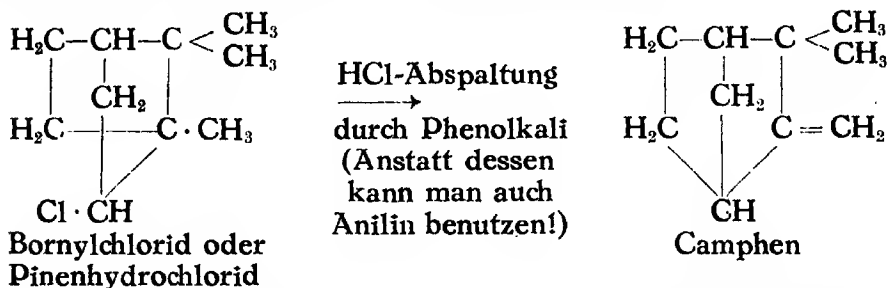 H₂C—CH—C<CH₃
CH₃
CH₂
H₂C—C·CH₃
Cl·CH
Bornylchlorid oder
Pinenhydrochlorid
HCl-Abspaltung
⟶
durch Phenolkali
(Anstatt dessen
kann man auch
Anilin benutzen!)
H₂C—CH—C<CH₃
CH₃
CH₂
H₂C C=CH₂
CH
Camphen